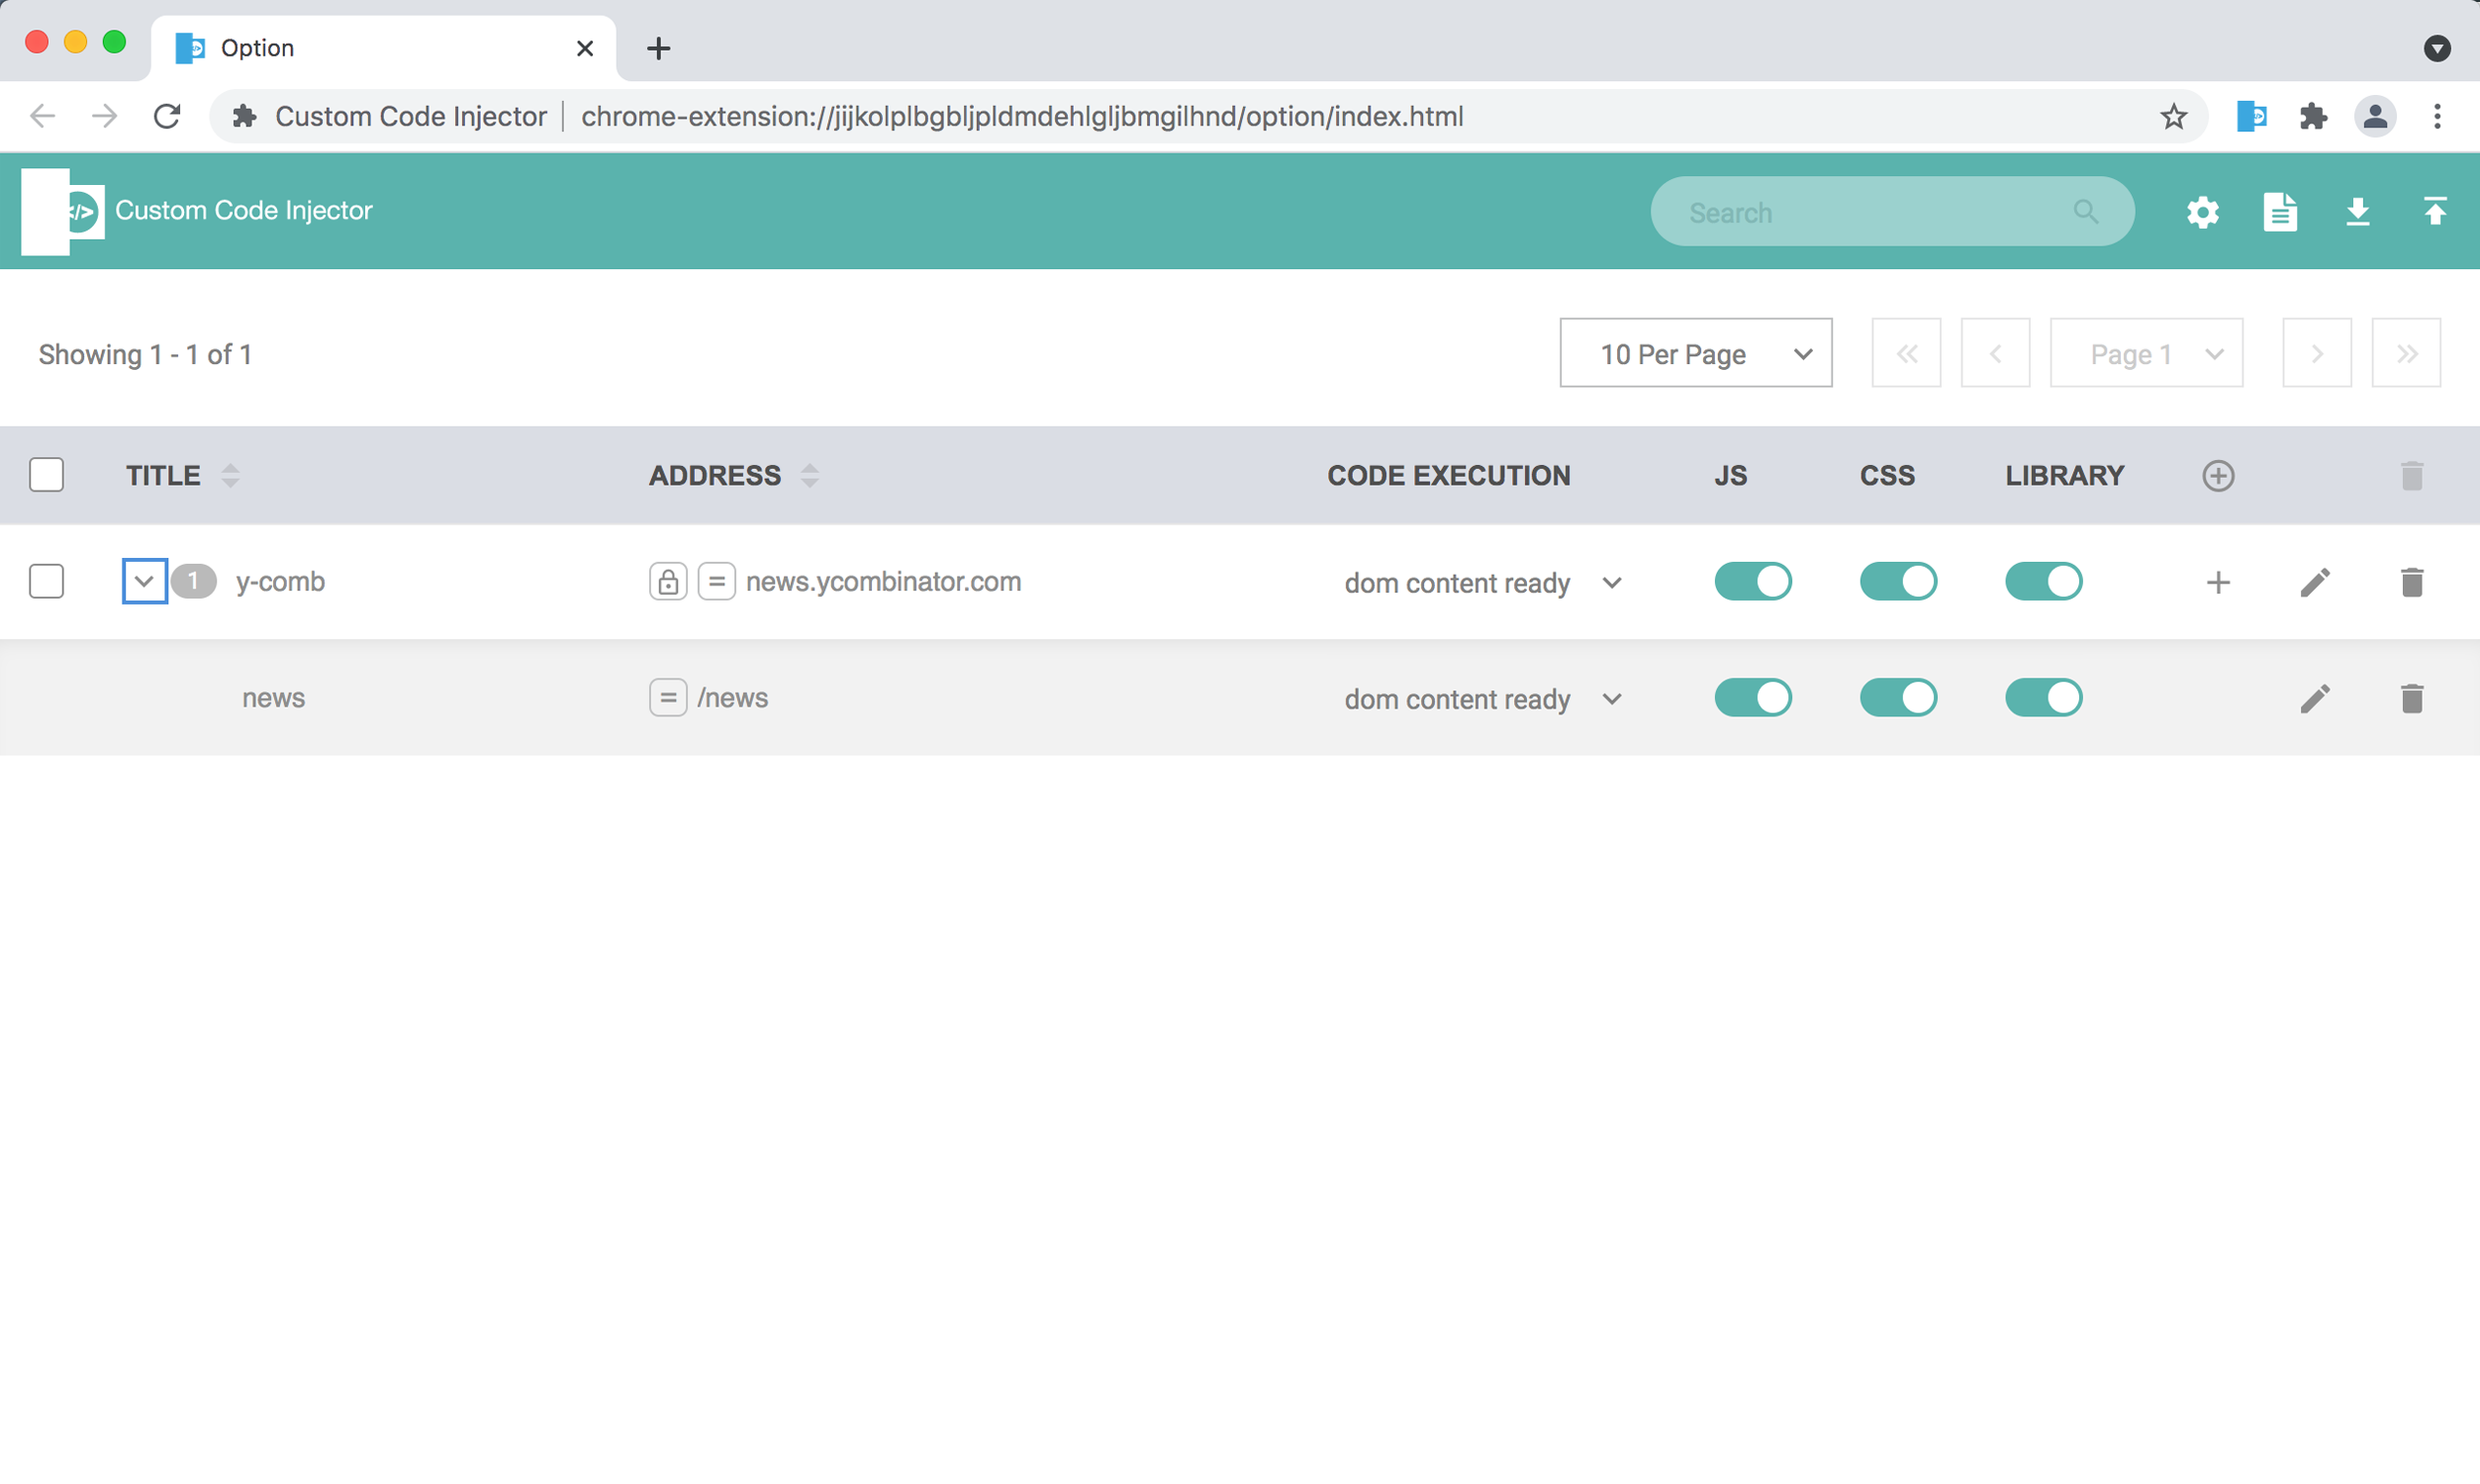 Option
Custom Code Injector | chrome-extension://jijkolplbgbljpldmdehlgljbmgilhnd/option/index.html
</> Custom Code Injector
Search
Showing 1 - 1 of 1
10 Per Page
Page 1
TITLE ADDRESS CODE EXECUTION JS CSS LIBRARY
1 y-comb = news.ycombinator.com dom content ready
news = /news dom content ready